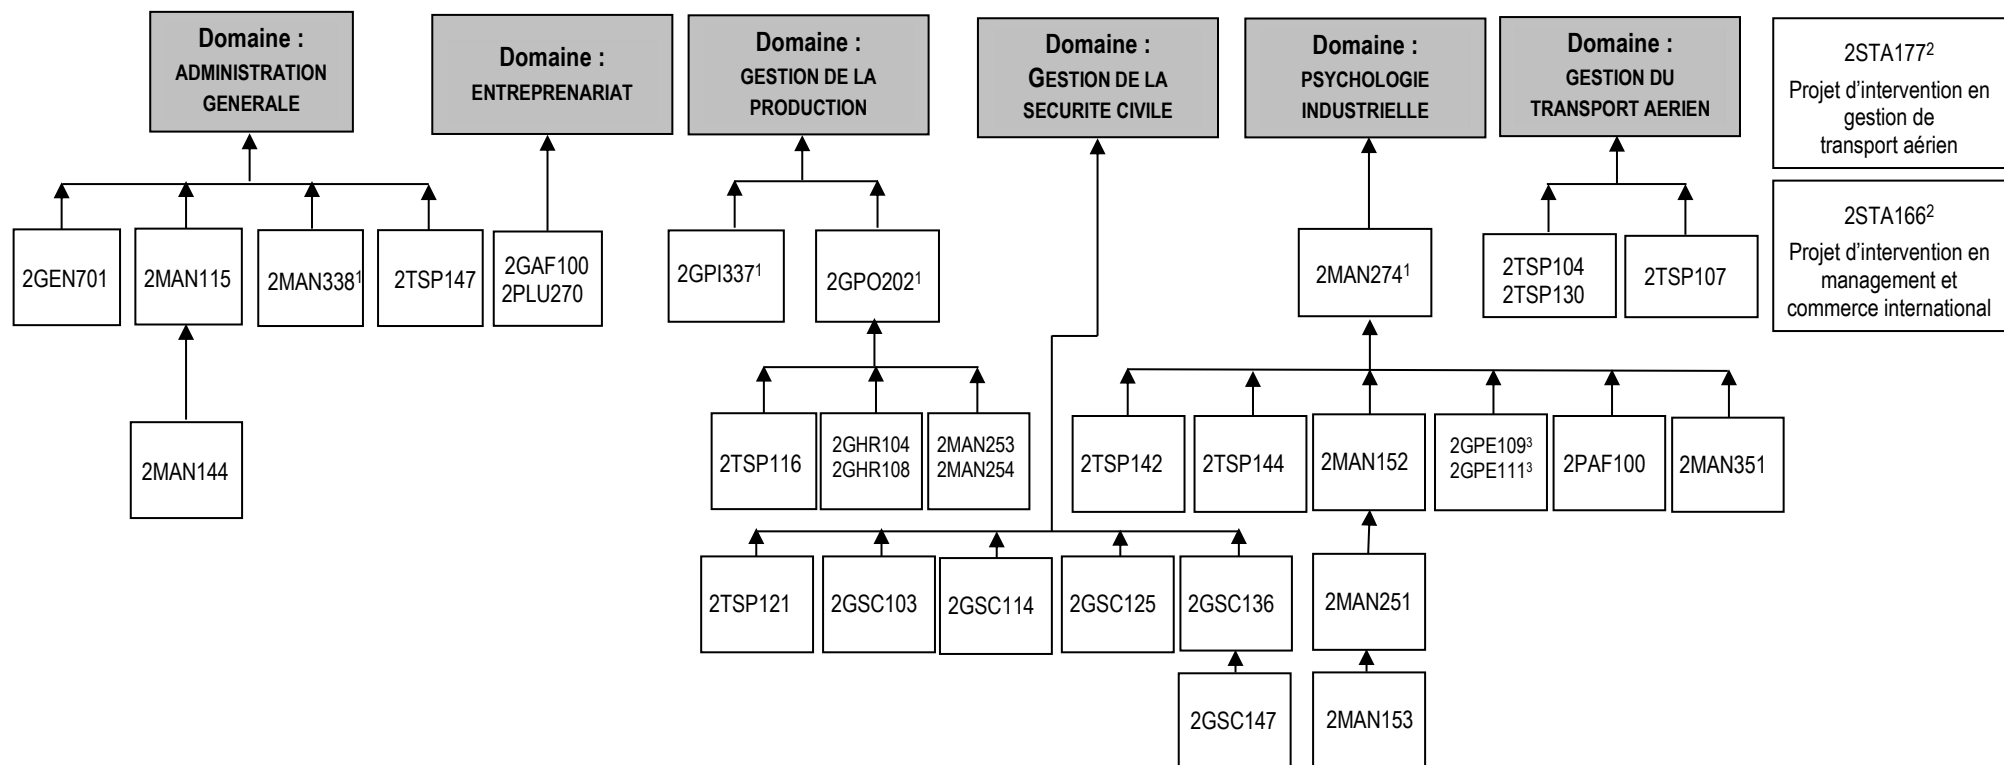 Domaine :
ADMINISTRATION
GENERALE
Domaine :
ENTREPRENARIAT
Domaine :
GESTION DE LA
PRODUCTION
Domaine :
GESTION DE LA
SECURITE CIVILE
Domaine :
PSYCHOLOGIE
INDUSTRIELLE
Domaine :
GESTION DU
TRANSPORT AERIEN
2STA177²
Projet d’intervention en
gestion de
transport aérien
2STA166²
Projet d’intervention en
management et
commerce international
2GEN701
2MAN115
2MAN338¹
2TSP147
2GAF100
2PLU270
2GPI337¹
2GPO202¹
2MAN274¹
2TSP104
2TSP130
2TSP107
2MAN144
2TSP116
2GHR104
2GHR108
2MAN253
2MAN254
2TSP142
2TSP144
2MAN152
2GPE109³
2GPE111³
2PAF100
2MAN351
2TSP121
2GSC103
2GSC114
2GSC125
2GSC136
2MAN251
2GSC147
2MAN153